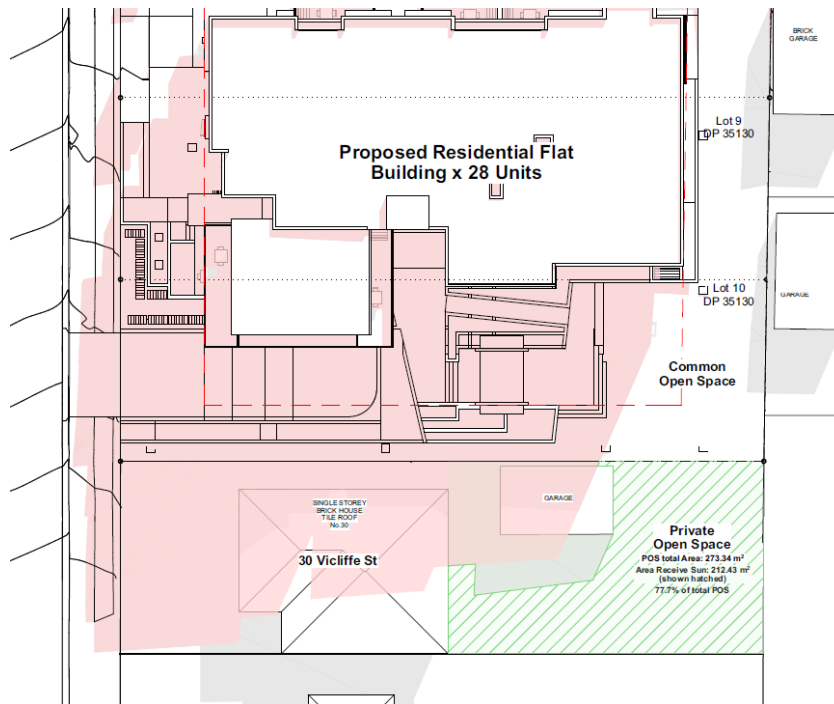 BRICK
GARAGE
Lot 9
DP 35130
Proposed Residential Flat
Building x 28 Units
Lot 10
DP 35130
GARAGE
Common
Open Space
SINGLE STOREY
BRICK HOUSE
TILE ROOF
No.30
GARAGE
30 Vicliffe St
Private
Open Space
POS total Area: 273.34 m²
Area Receive Sun: 212.43 m²
(shown hatched)
77.7% of total POS